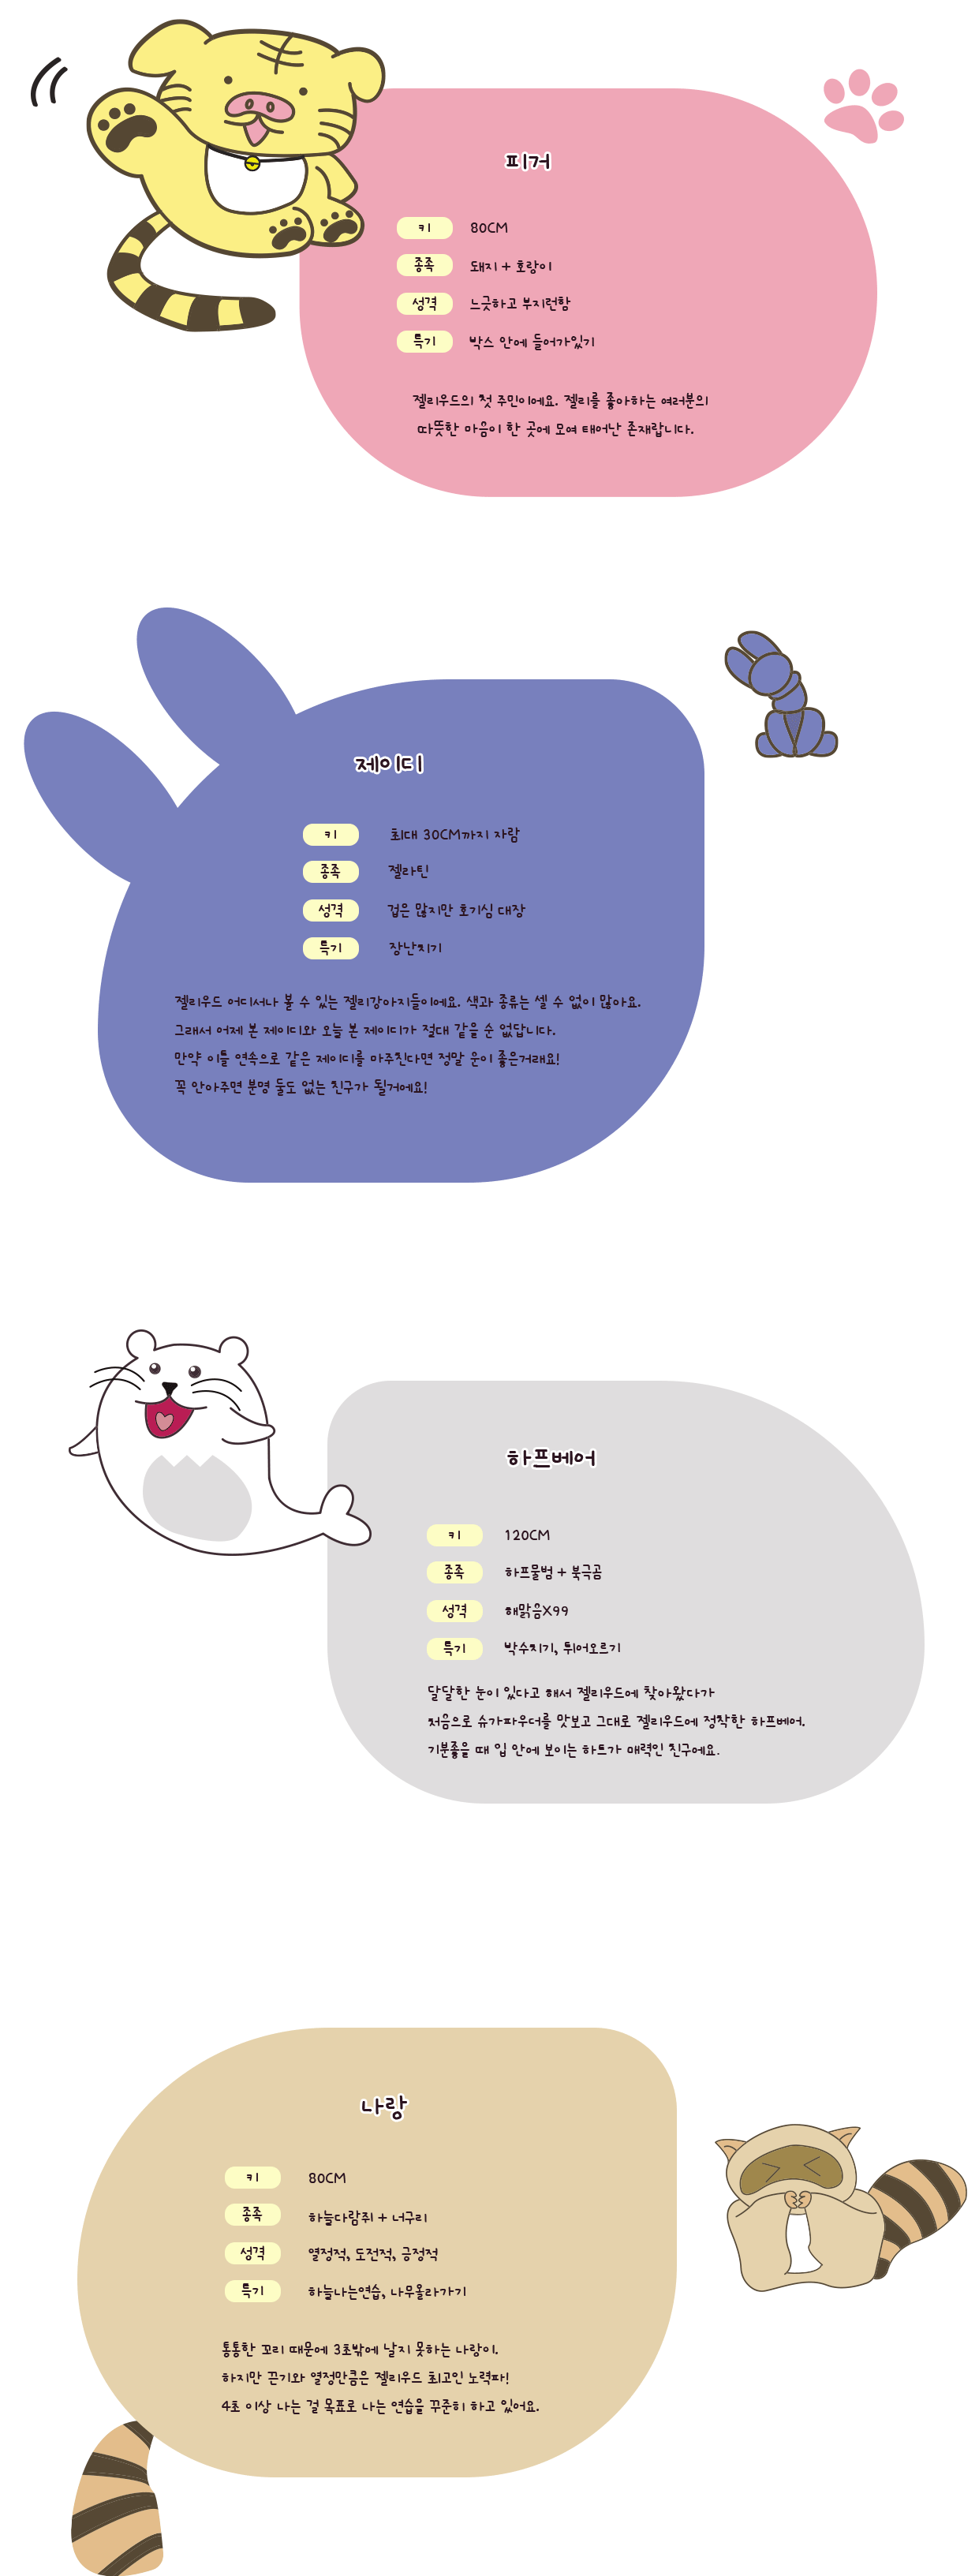 피거
키 80CM
종족 돼지 + 호랑이
성격 느긋하고 부지런함
특기 박스 안에 들어가있기
젤리우드의 첫 주민이에요. 젤리를 좋아하는 여러분의
따뜻한 마음이 한 곳에 모여 태어난 존재랍니다.
제이디
키 최대 30CM까지 자람
종족 젤라틴
성격 겁은 많지만 호기심 대장
특기 장난치기
젤리우드 어디서나 볼 수 있는 젤리강아지들이에요. 색과 종류는 셀 수 없이 많아요.
그래서 어제 본 제이디와 오늘 본 제이디가 절대 같을 순 없답니다.
만약 이틀 연속으로 같은 제이디를 마주친다면 정말 운이 좋은거래요!
꼭 안아주면 분명 둘도 없는 친구가 될거에요!
하프베어
키 120CM
종족 하프물범 + 북극곰
성격 해맑음X99
특기 박수치기, 튀어오르기
달달한 눈이 있다고 해서 젤리우드에 찾아왔다가
처음으로 슈가파우더를 맛보고 그대로 젤리우드에 정착한 하프베어.
기분좋을 때 입 안에 보이는 하트가 매력인 친구에요.
나랑
키 80CM
종족 하늘다람쥐 + 너구리
성격 열정적, 도전적, 긍정적
특기 하늘나는연습, 나무올라가기
통통한 꼬리 때문에 3초밖에 날지 못하는 나랑이.
하지만 끈기와 열정만큼은 젤리우드 최고인 노력파!
4초 이상 나는 걸 목표로 나는 연습을 꾸준히 하고 있어요.